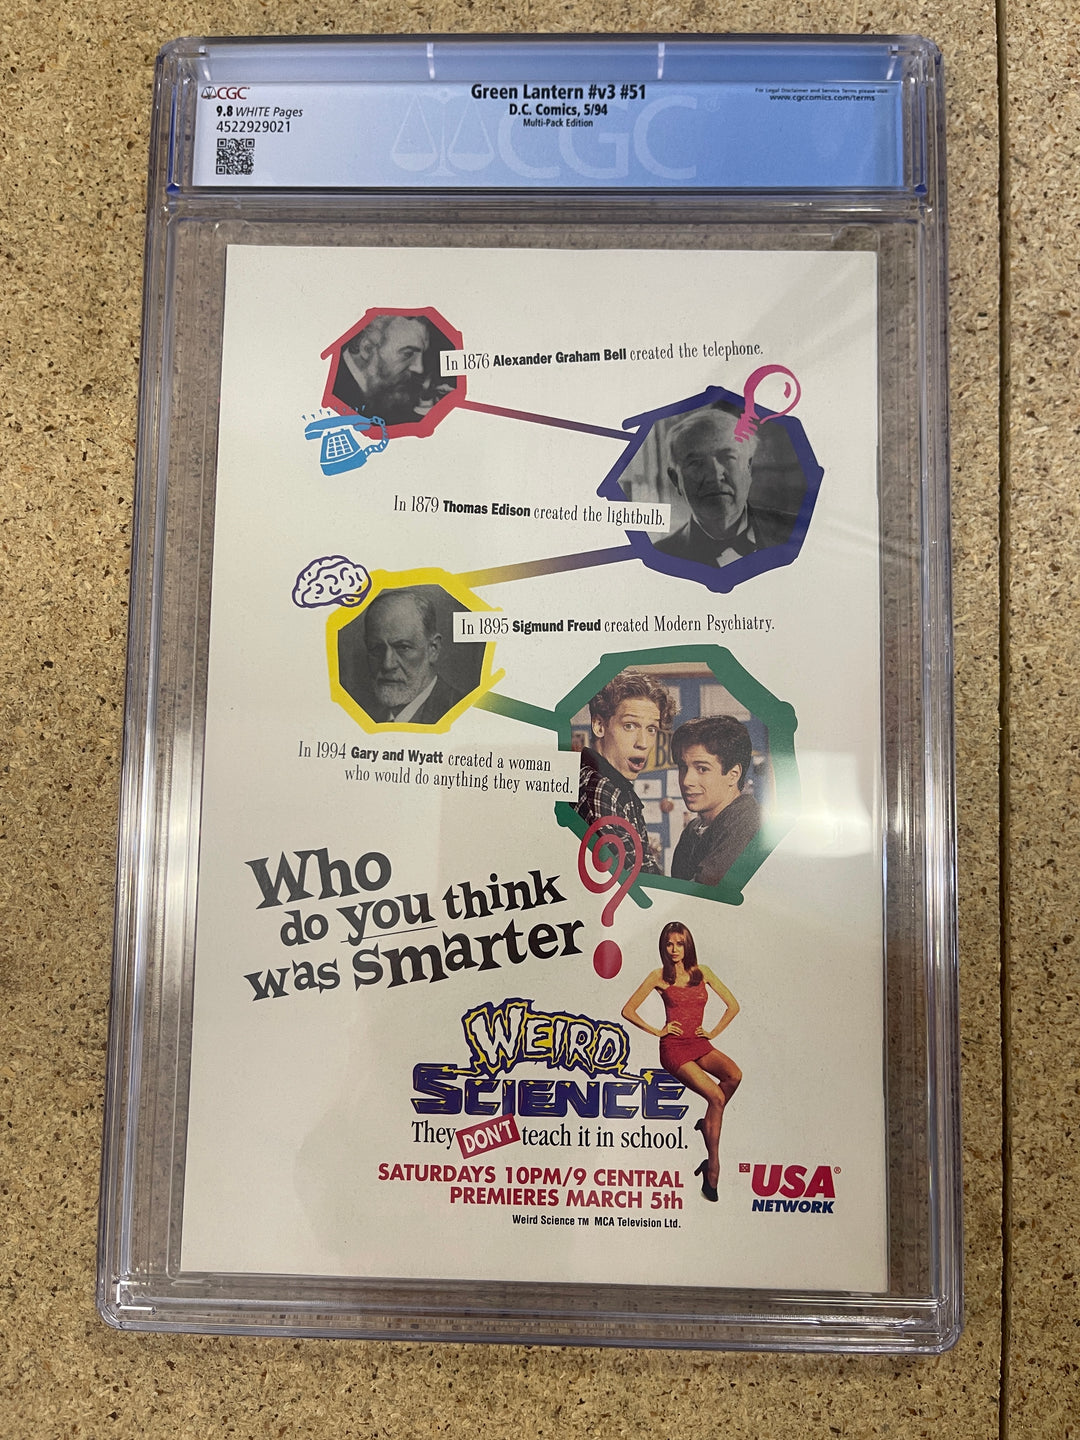 CGC
9.8 WHITE Pages
4522929021
Green Lantern #v3 #51
D.C. Comics, 5/94
Multi-Pack Edition
For Legal Disclaimer and Service Terms please visit:
www.cgccomics.com/terms
CGC
In 1876 Alexander Graham Bell created the telephone.
In 1879 Thomas Edison created the lightbulb.
In 1895 Sigmund Freud created Modern Psychiatry.
In 1994 Gary and Wyatt created a woman
who would do anything they wanted.
Who
do you think
was smarter?
WEIRD
SCIENCE
They DON'T teach it in school.
SATURDAYS 10PM/9 CENTRAL
PREMIERES MARCH 5th
USA®
NETWORK
Weird Science TM MCA Television Ltd.